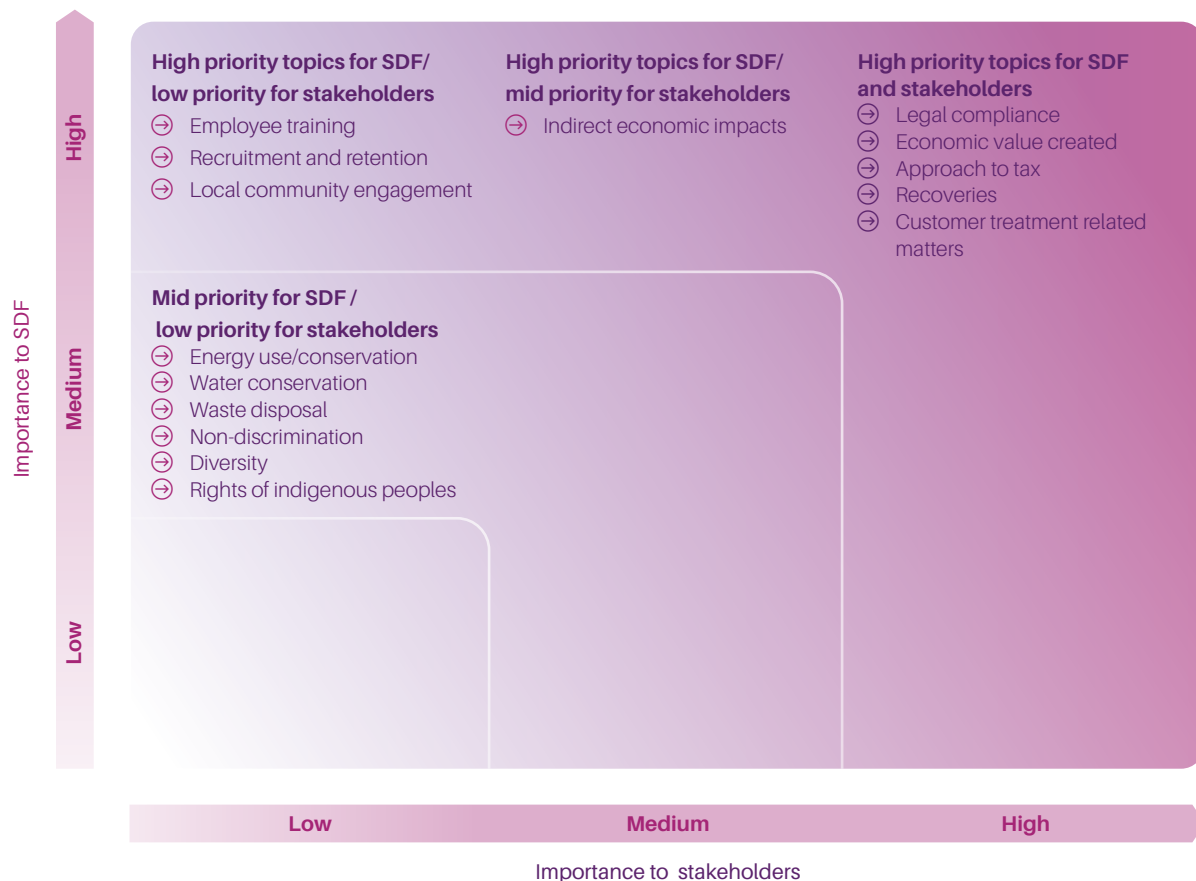 Importance to SDF
High
Medium
Low
High priority topics for SDF/
low priority for stakeholders
Employee training
Recruitment and retention
Local community engagement
High priority topics for SDF/
mid priority for stakeholders
Indirect economic impacts
High priority topics for SDF
and stakeholders
Legal compliance
Economic value created
Approach to tax
Recoveries
Customer treatment related
matters
Mid priority for SDF /
low priority for stakeholders
Energy use/conservation
Water conservation
Waste disposal
Non-discrimination
Diversity
Rights of indigenous peoples
Low
Medium
High
Importance to stakeholders